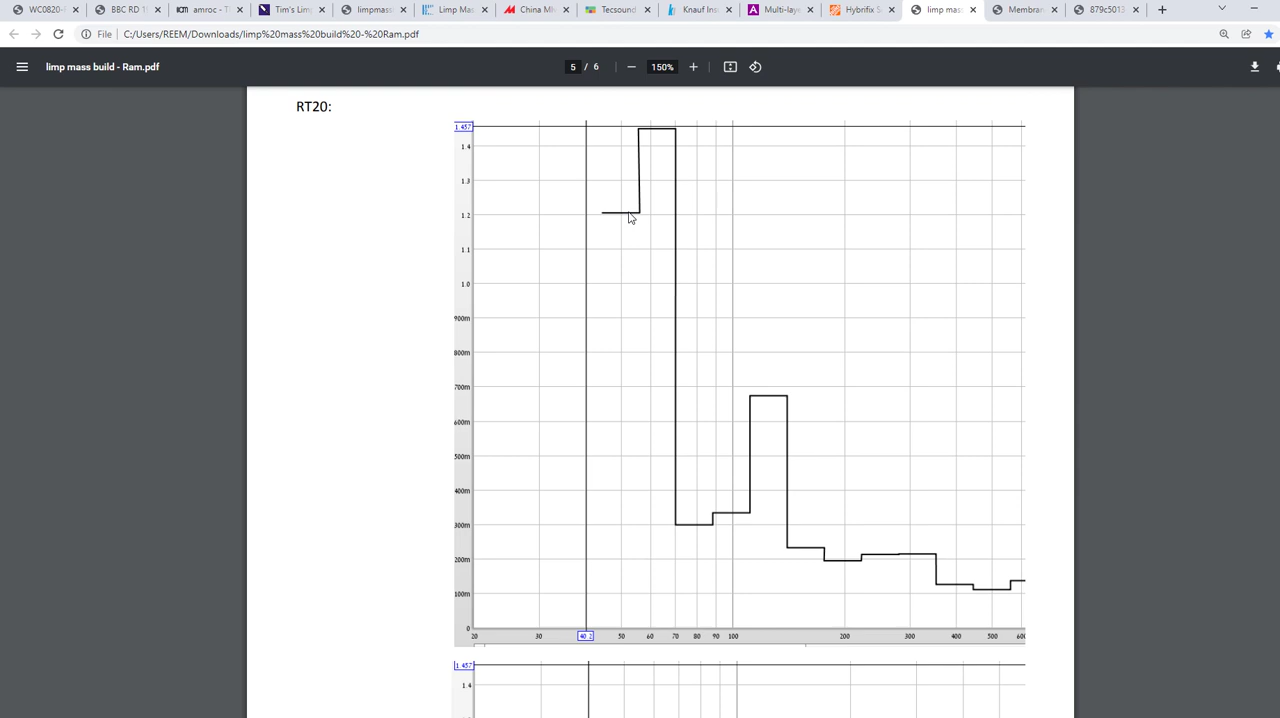 WC0820-
BBC RD 1
amroc - T
Tim's Lim
limpmass
Limp Ma
China Mi
Tecsound
Knauf Ins
Multi-lay
Hybrifix S
limp mas
Membran
879c5013
File C:/Users/REEM/Downloads/limp%20mass%20build%20-%20Ram.pdf
limp mass build - Ram.pdf
5 / 6
150%
RT20:
1.457
1.4
1.3
1.2
1.1
1.0
900m
800m
700m
600m
500m
400m
300m
200m
100m
0
20 30 40.2 50 60 70 80 90 100 200 300 400 500 600
1.457
1.4